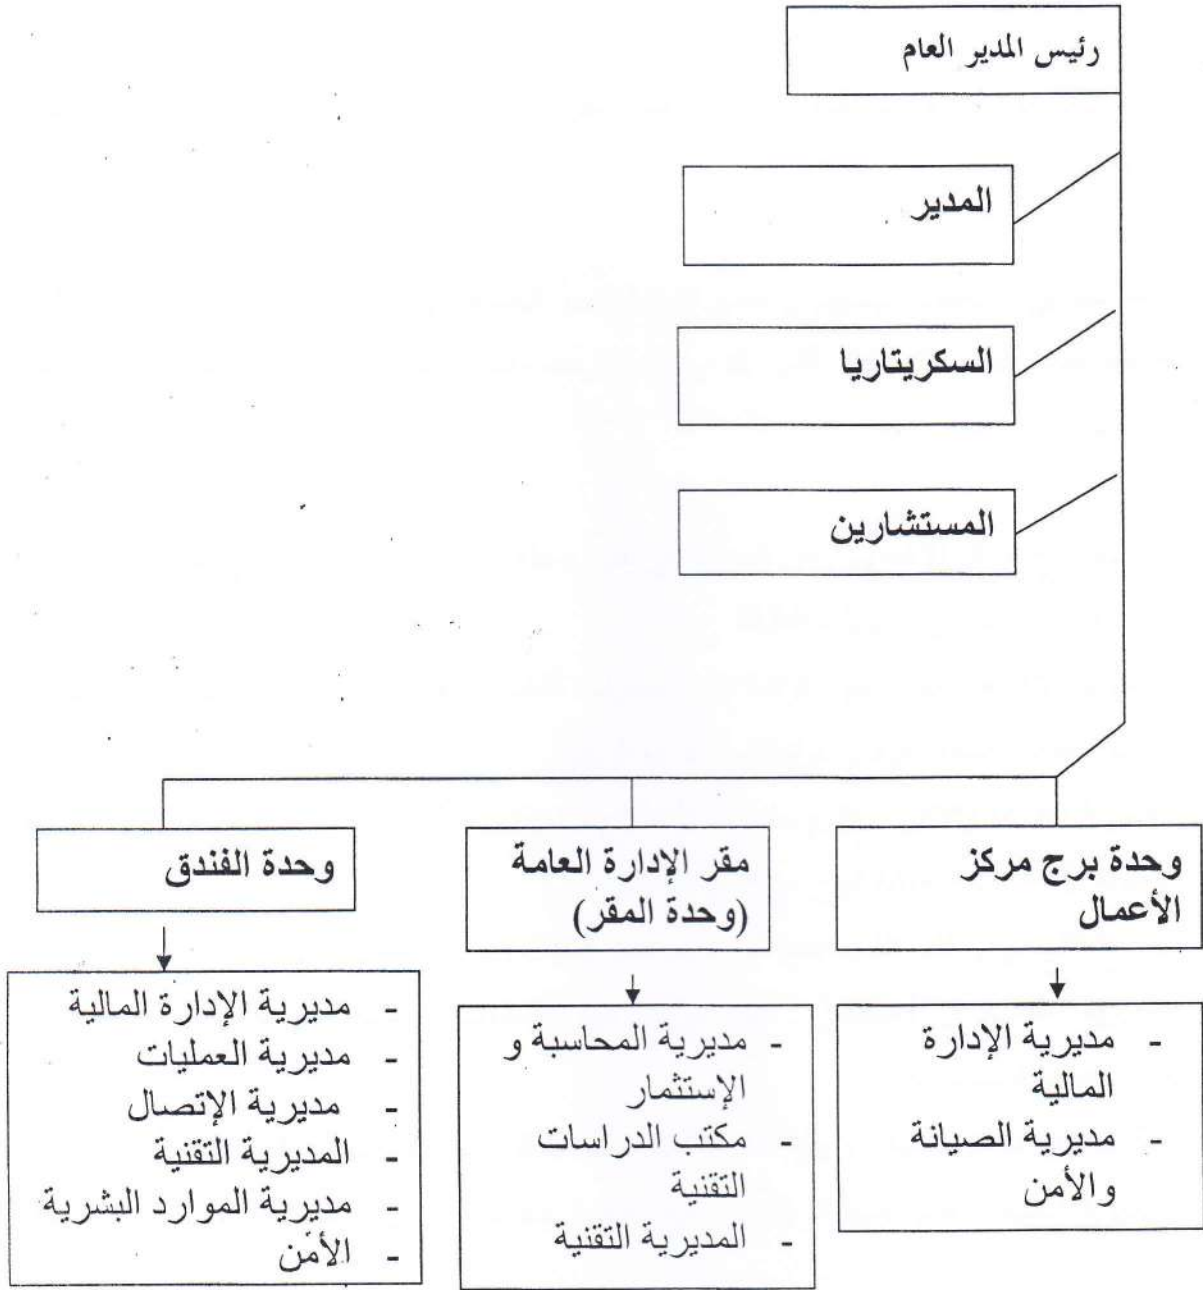 رئيس المدير العام
المدير
السكريتاريا
المستشارين
وحدة برج مركز
الأعمال
مقر الإدارة العامة
(وحدة المقر)
وحدة الفندق
- مديرية الإدارة
المالية
- مديرية الصيانة
والأمن
- مديرية المحاسبة و
الإستثمار
- مكتب الدراسات
التقنية
- المديرية التقنية
- مديرية الإدارة المالية
- مديرية العمليات
- مديرية الإتصال
- المديرية التقنية
- مديرية الموارد البشرية
- الأمن